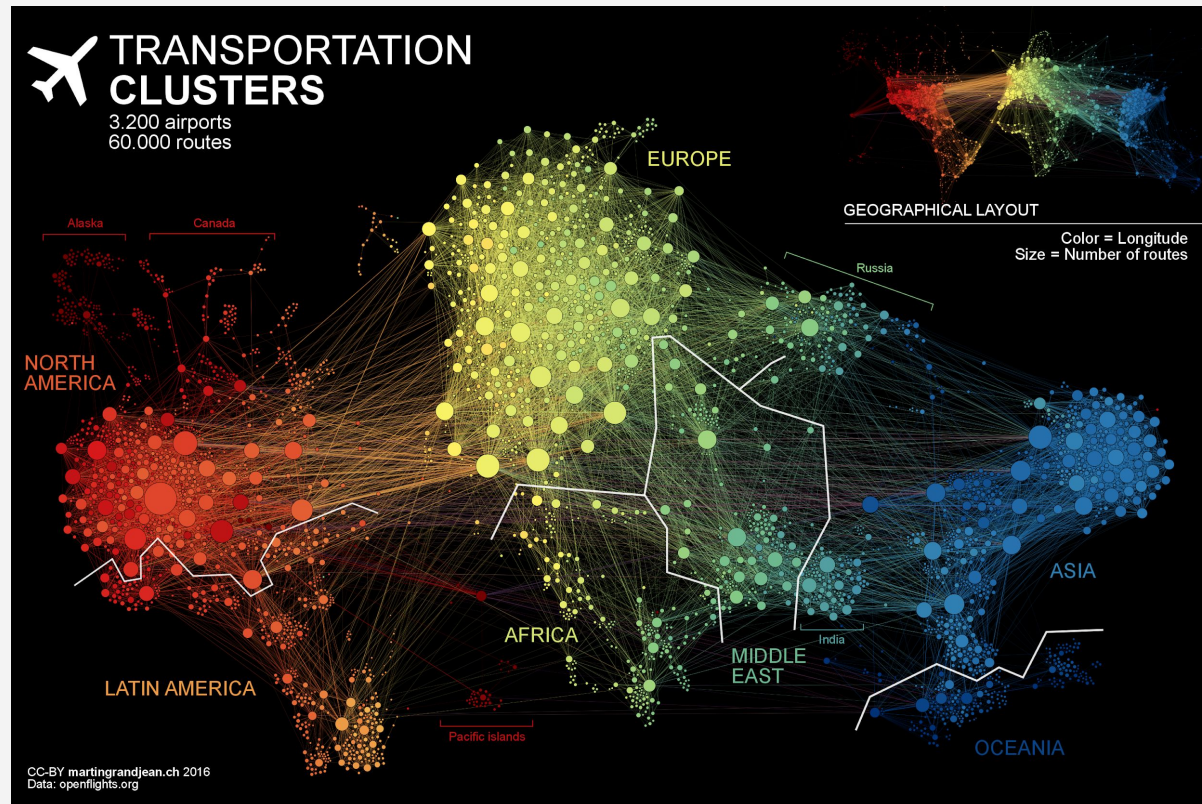 TRANSPORTATION
CLUSTERS
3.200 airports
60.000 routes
EUROPE
GEOGRAPHICAL LAYOUT
Color = Longitude
Size = Number of routes
Alaska
Canada
Russia
NORTH
AMERICA
ASIA
AFRICA
India
MIDDLE
EAST
LATIN AMERICA
Pacific islands
OCEANIA
CC-BY martingrandjean.ch 2016
Data: openflights.org